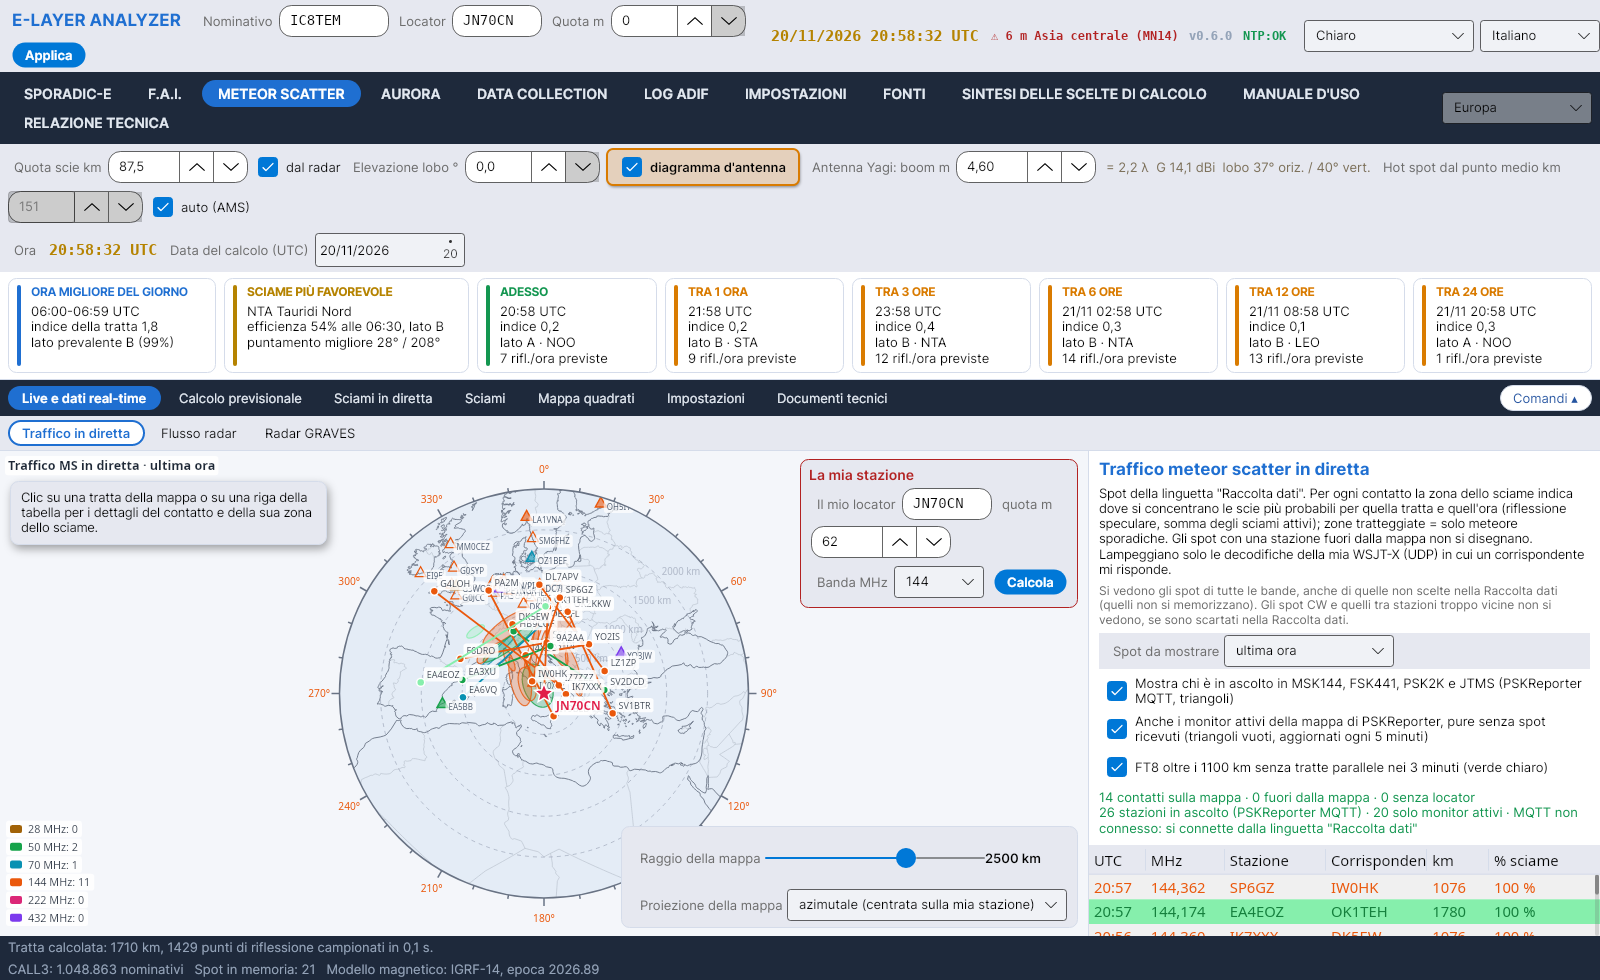 E-LAYER ANALYZER
Nominativo IC8TEM Locator JN70CN Quota m 0
20/11/2026 20:58:32 UTC ⚠ 6 m Asia centrale (MN14) v0.6.0 NTP:OK Chiaro Italiano
Applica
SPORADIC-E F.A.I. METEOR SCATTER AURORA DATA COLLECTION LOG ADIF IMPOSTAZIONI FONTI SINTESI DELLE SCELTE DI CALCOLO MANUALE D'USO
RELAZIONE TECNICA
Europa
Quota scie km 87,5 dal radar Elevazione lobo ° 0,0 diagramma d'antenna Antenna Yagi: boom m 4,60 = 2,2 λ G 14,1 dBi lobo 37° oriz. / 40° vert. Hot spot dal punto medio km
151 auto (AMS)
Ora 20:58:32 UTC Data del calcolo (UTC) 20/11/2026 20
ORA MIGLIORE DEL GIORNO
06:00-06:59 UTC
indice della tratta 1,8
lato prevalente B (99%)
SCIAME PIÙ FAVOREVOLE
NTA Tauridi Nord
efficienza 54% alle 06:30, lato B
puntamento migliore 28° / 208°
ADESSO
20:58 UTC
indice 0,2
lato A · NOO
7 rifl./ora previste
TRA 1 ORA
21:58 UTC
indice 0,2
lato B · STA
9 rifl./ora previste
TRA 3 ORE
23:58 UTC
indice 0,4
lato B · NTA
12 rifl./ora previste
TRA 6 ORE
21/11 02:58 UTC
indice 0,3
lato B · NTA
14 rifl./ora previste
TRA 12 ORE
21/11 08:58 UTC
indice 0,1
lato B · LEO
13 rifl./ora previste
TRA 24 ORE
21/11 20:58 UTC
indice 0,3
lato A · NOO
1 rifl./ora previste
Live e dati real-time Calcolo previsionale Sciami in diretta Sciami Mappa quadrati Impostazioni Documenti tecnici Comandi ▴
Traffico in diretta Flusso radar Radar GRAVES
Traffico MS in diretta · ultima ora
Clic su una tratta della mappa o su una riga della
tabella per i dettagli del contatto e della sua zona
dello sciame.
0°
330° 30°
300° 60°
270° 90°
240° 120°
210°
180°
2000 km
1500 km
LA1VNA
SM6FHZ
MM0CEZ
OZ1BEF
G0SYP
G4LOH
PA2M
DL7APV
SP6GZ
DK5EW
9A2AA
YO2IS
F6DRO
EA4EOZ
EA3XU
IW0HK
LZ1ZP
EA6VQ
IK7XXX
SV2DCD
EA5BB
JN70CN
SV1BTR
28 MHz: 0
50 MHz: 2
70 MHz: 1
144 MHz: 11
222 MHz: 0
432 MHz: 0
La mia stazione
Il mio locator JN70CN quota m
62
Banda MHz 144 Calcola
Raggio della mappa 2500 km
Proiezione della mappa azimutale (centrata sulla mia stazione)
Traffico meteor scatter in diretta
Spot della linguetta "Raccolta dati". Per ogni contatto la zona dello sciame indica
dove si concentrano le scie più probabili per quella tratta e quell'ora (riflessione
speculare, somma degli sciami attivi); zone tratteggiate = solo meteore
sporadiche. Gli spot con una stazione fuori dalla mappa non si disegnano.
Lampeggiano solo le decodifiche della mia WSJT-X (UDP) in cui un corrispondente
mi risponde.
Si vedono gli spot di tutte le bande, anche di quelle non scelte nella Raccolta dati
(quelli non si memorizzano). Gli spot CW e quelli tra stazioni troppo vicine non si
vedono, se sono scartati nella Raccolta dati.
Spot da mostrare ultima ora
Mostra chi è in ascolto in MSK144, FSK441, PSK2K e JTMS (PSKReporter
MQTT, triangoli)
Anche i monitor attivi della mappa di PSKReporter, pure senza spot
ricevuti (triangoli vuoti, aggiornati ogni 5 minuti)
FT8 oltre i 1100 km senza tratte parallele nei 3 minuti (verde chiaro)
14 contatti sulla mappa · 0 fuori dalla mappa · 0 senza locator
26 stazioni in ascolto (PSKReporter MQTT) · 20 solo monitor attivi · MQTT non
connesso: si connette dalla linguetta "Raccolta dati"
UTC MHz Stazione Corrisponden km % sciame
20:57 144,362 SP6GZ IW0HK 1076 100 %
20:57 144,174 EA4EOZ OK1TEH 1780 100 %
20:56 144,360 IK7XXX DK5EW 1076 100 %
Tratta calcolata: 1710 km, 1429 punti di riflessione campionati in 0,1 s.
CALL3: 1.048.863 nominativi Spot in memoria: 21 Modello magnetico: IGRF-14, epoca 2026.89